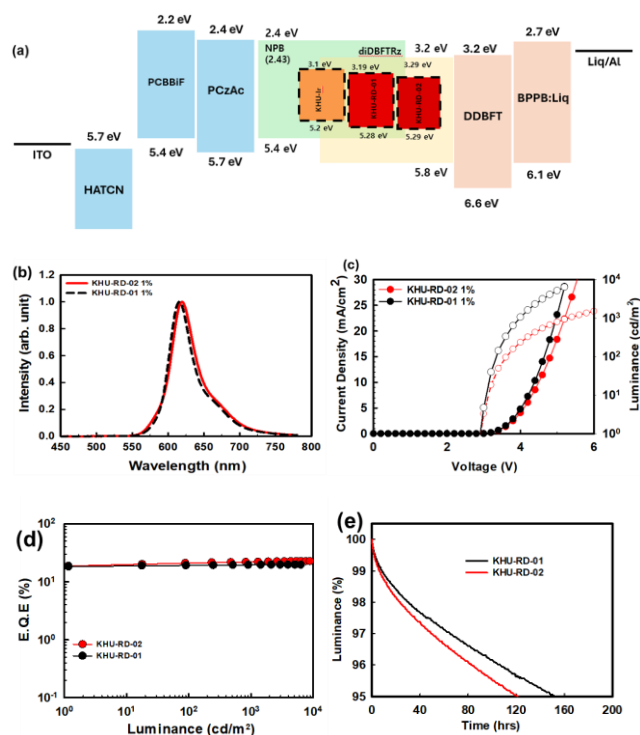 (a)
2.2 eV
2.4 eV
2.4 eV
NPB
(2.43)
diDBFTRz
3.2 eV
3.2 eV
2.7 eV
Liq/Al
PCBBiF
PCzAc
3.1 eV
3.19 eV
3.29 eV
KHU-Ir
KHU-RD-01
KHU-RD-02
5.2 eV
5.28 eV
5.29 eV
DDBFT
BPPB:Liq
5.7 eV
ITO
HATCN
5.4 eV
5.7 eV
5.4 eV
5.8 eV
6.1 eV
6.6 eV
(b)
KHU-RD-02 1%
KHU-RD-01 1%
Intensity (arb. unit)
1.2
1.0
0.8
0.6
0.4
0.2
0.0
450 500 550 600 650 700 750 800
Wavelength (nm)
(c)
KHU-RD-02 1%
KHU-RD-01 1%
Current Density (mA/cm²)
30
25
20
15
10
5
0
10⁴
10³
10²
10¹
10⁰
Luminance (cd/m²)
0 2 4 6
Voltage (V)
(d)
E.Q.E (%)
10²
10¹
10⁰
10⁻¹
KHU-RD-02
KHU-RD-01
10⁰ 10¹ 10² 10³ 10⁴
Luminance (cd/m²)
(e)
KHU-RD-01
KHU-RD-02
Luminance (%)
100
99
98
97
96
95
0 40 80 120 160 200
Time (hrs)